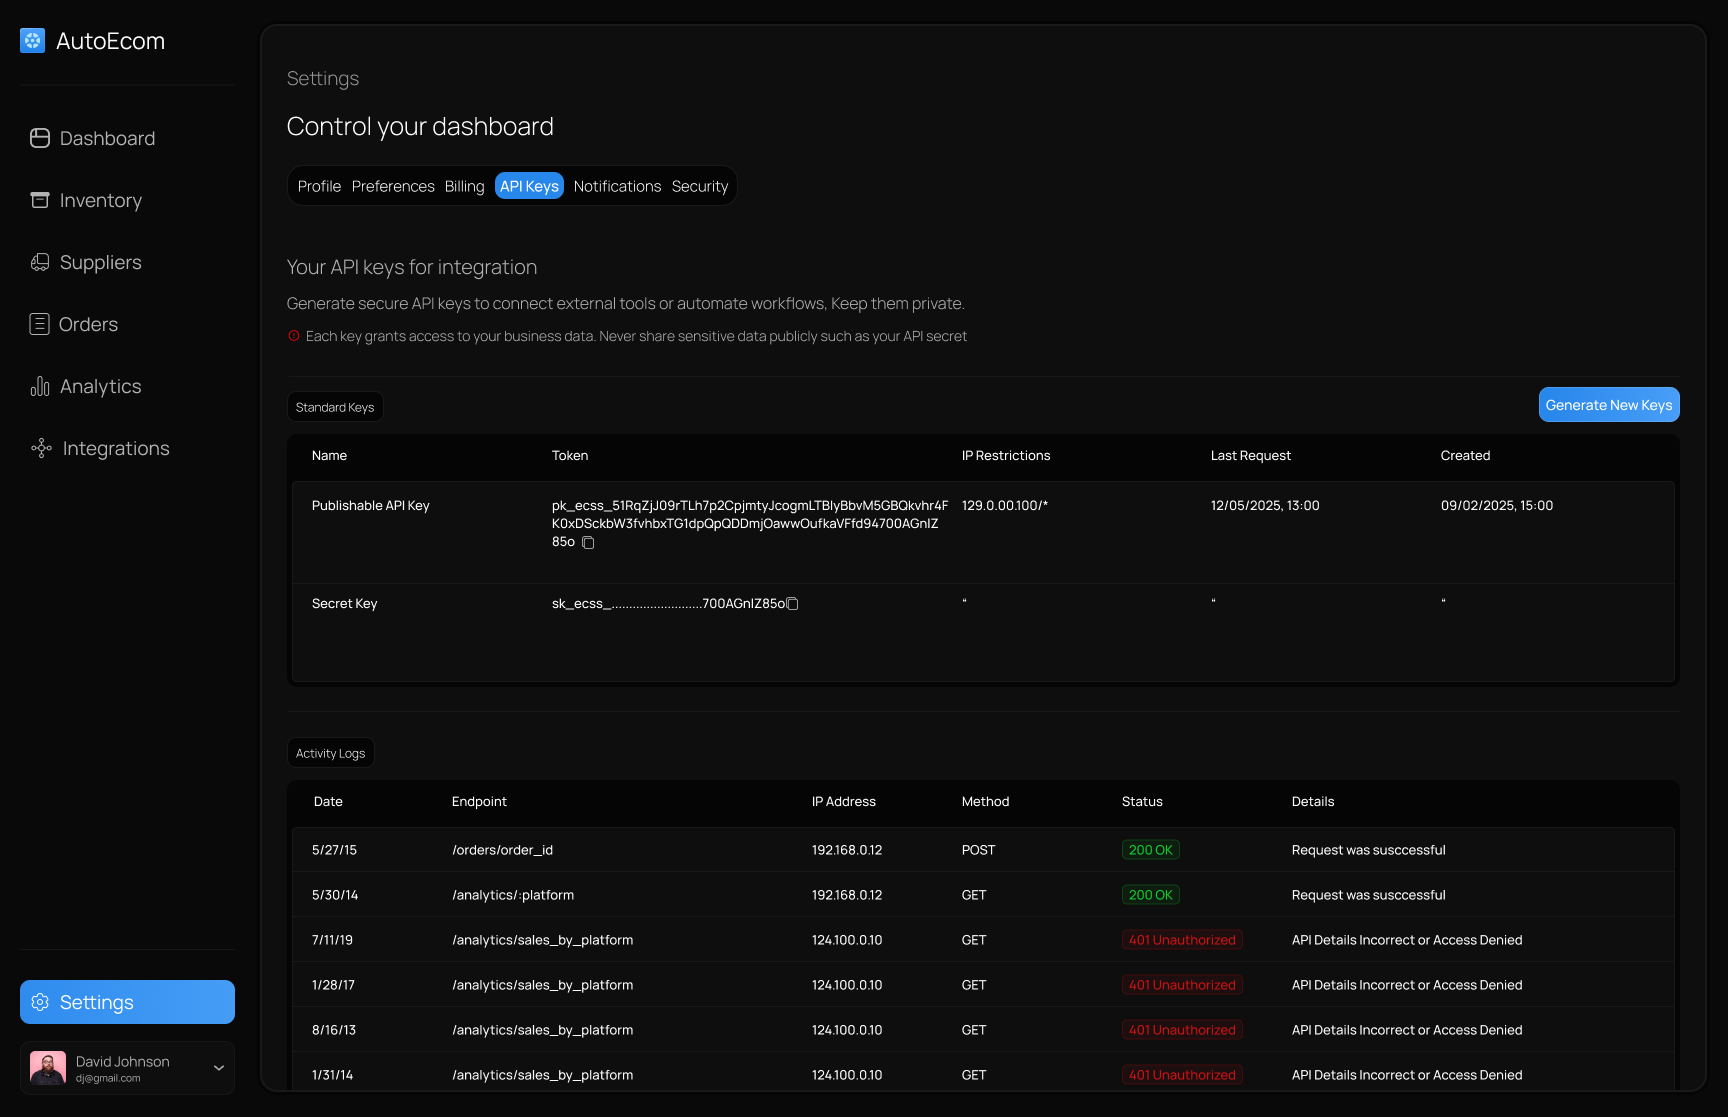 AutoEcom
Dashboard
Inventory
Suppliers
Orders
Analytics
Integrations
Settings
David Johnson
dj@gmail.com
Settings
Control your dashboard
Profile Preferences Billing API Keys Notifications Security
Your API keys for integration
Generate secure API keys to connect external tools or automate workflows, Keep them private.
Each key grants access to your business data. Never share sensitive data publicly such as your API secret
Standard Keys
Generate New Keys
Name Token IP Restrictions Last Request Created
Publishable API Key pk_ecss_51RqZjJ09rTLh7p2CpjmtyJcogmLTBlyBbvM5GBQkvhr4F 129.0.00.100/* 12/05/2025, 13:00 09/02/2025, 15:00
K0xDSckbW3fvhbxTG1dpQpQDDmjOawwOufkaVFfd94700AGnlZ
85o
Secret Key sk_ecss_..........................700AGnlZ85o “ “ “
Activity Logs
Date Endpoint IP Address Method Status Details
5/27/15 /orders/order_id 192.168.0.12 POST 200 OK Request was susccessful
5/30/14 /analytics/:platform 192.168.0.12 GET 200 OK Request was susccessful
7/11/19 /analytics/sales_by_platform 124.100.0.10 GET 401 Unauthorized API Details Incorrect or Access Denied
1/28/17 /analytics/sales_by_platform 124.100.0.10 GET 401 Unauthorized API Details Incorrect or Access Denied
8/16/13 /analytics/sales_by_platform 124.100.0.10 GET 401 Unauthorized API Details Incorrect or Access Denied
1/31/14 /analytics/sales_by_platform 124.100.0.10 GET 401 Unauthorized API Details Incorrect or Access Denied